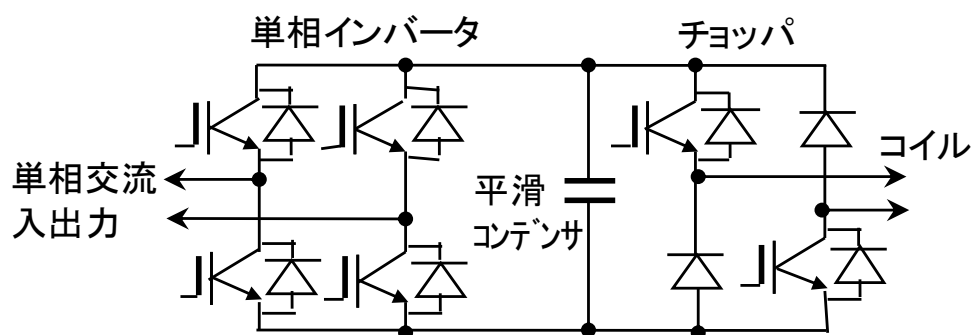 単相インバータ
チョッパ
コイル
単相交流
入出力
平滑
コンデンサ